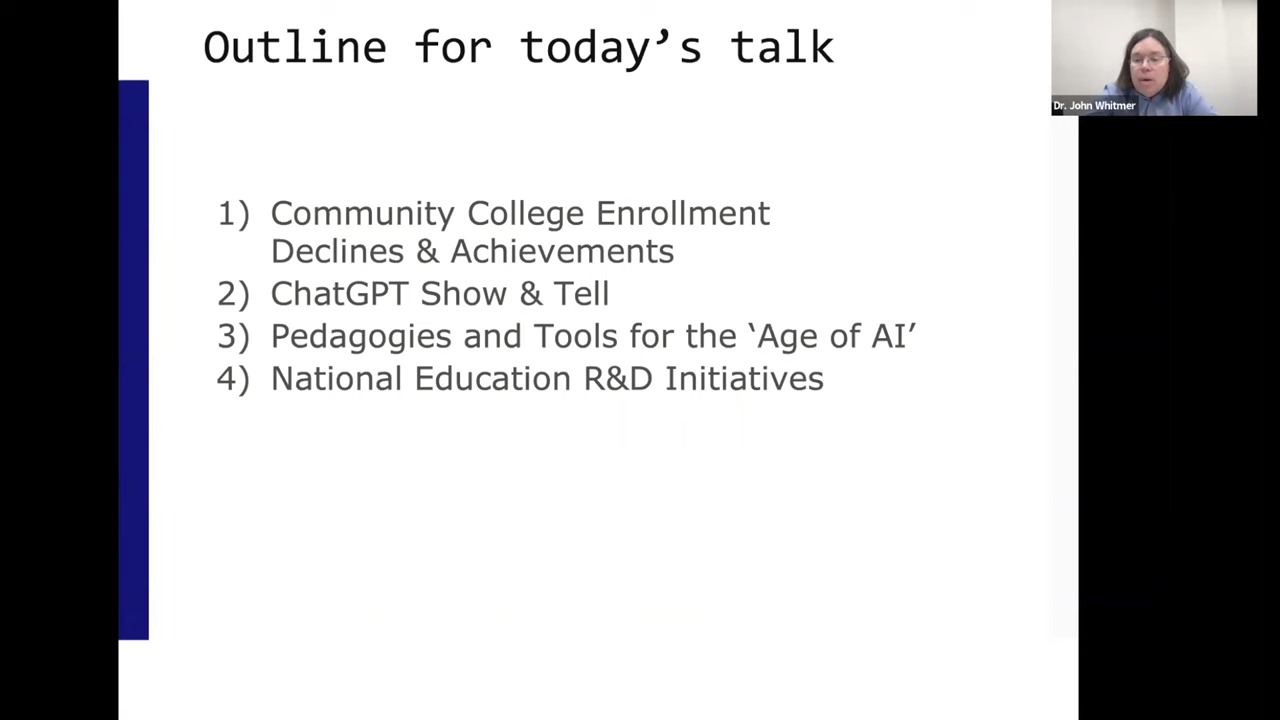 Outline for today’s talk
Dr. John Whitmer
1) Community College Enrollment
Declines & Achievements
2) ChatGPT Show & Tell
3) Pedagogies and Tools for the ‘Age of AI’
4) National Education R&D Initiatives